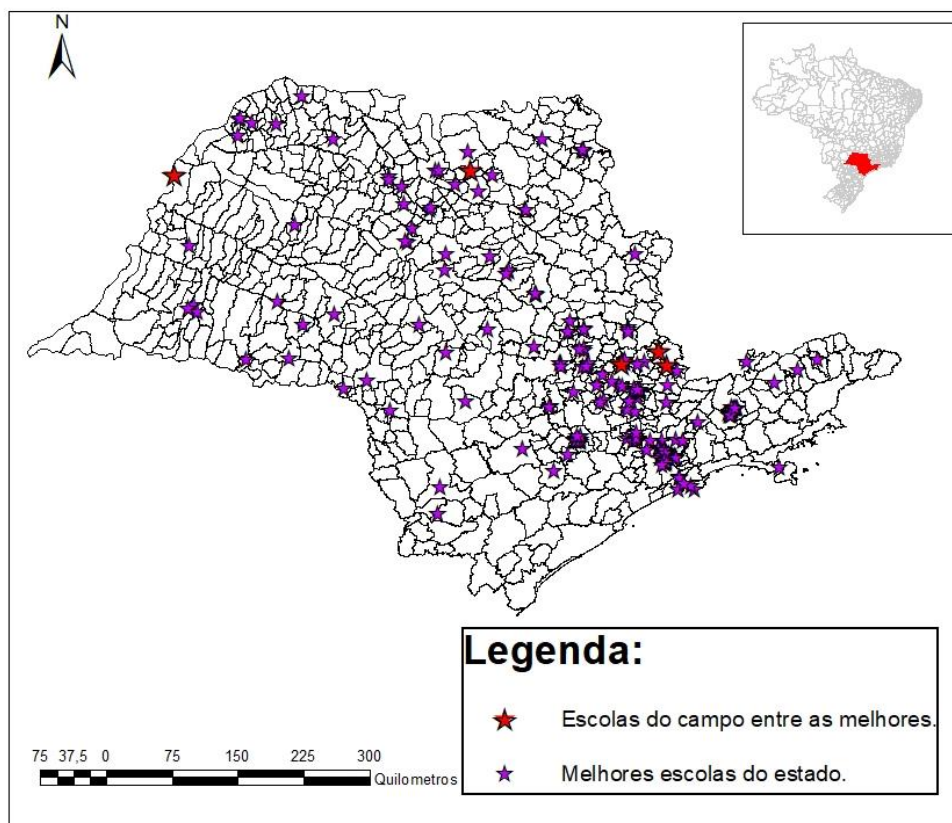 N
Legenda:
Escolas do campo entre as melhores.
Melhores escolas do estado.
75 37,5 0 75 150 225 300
Quilometros